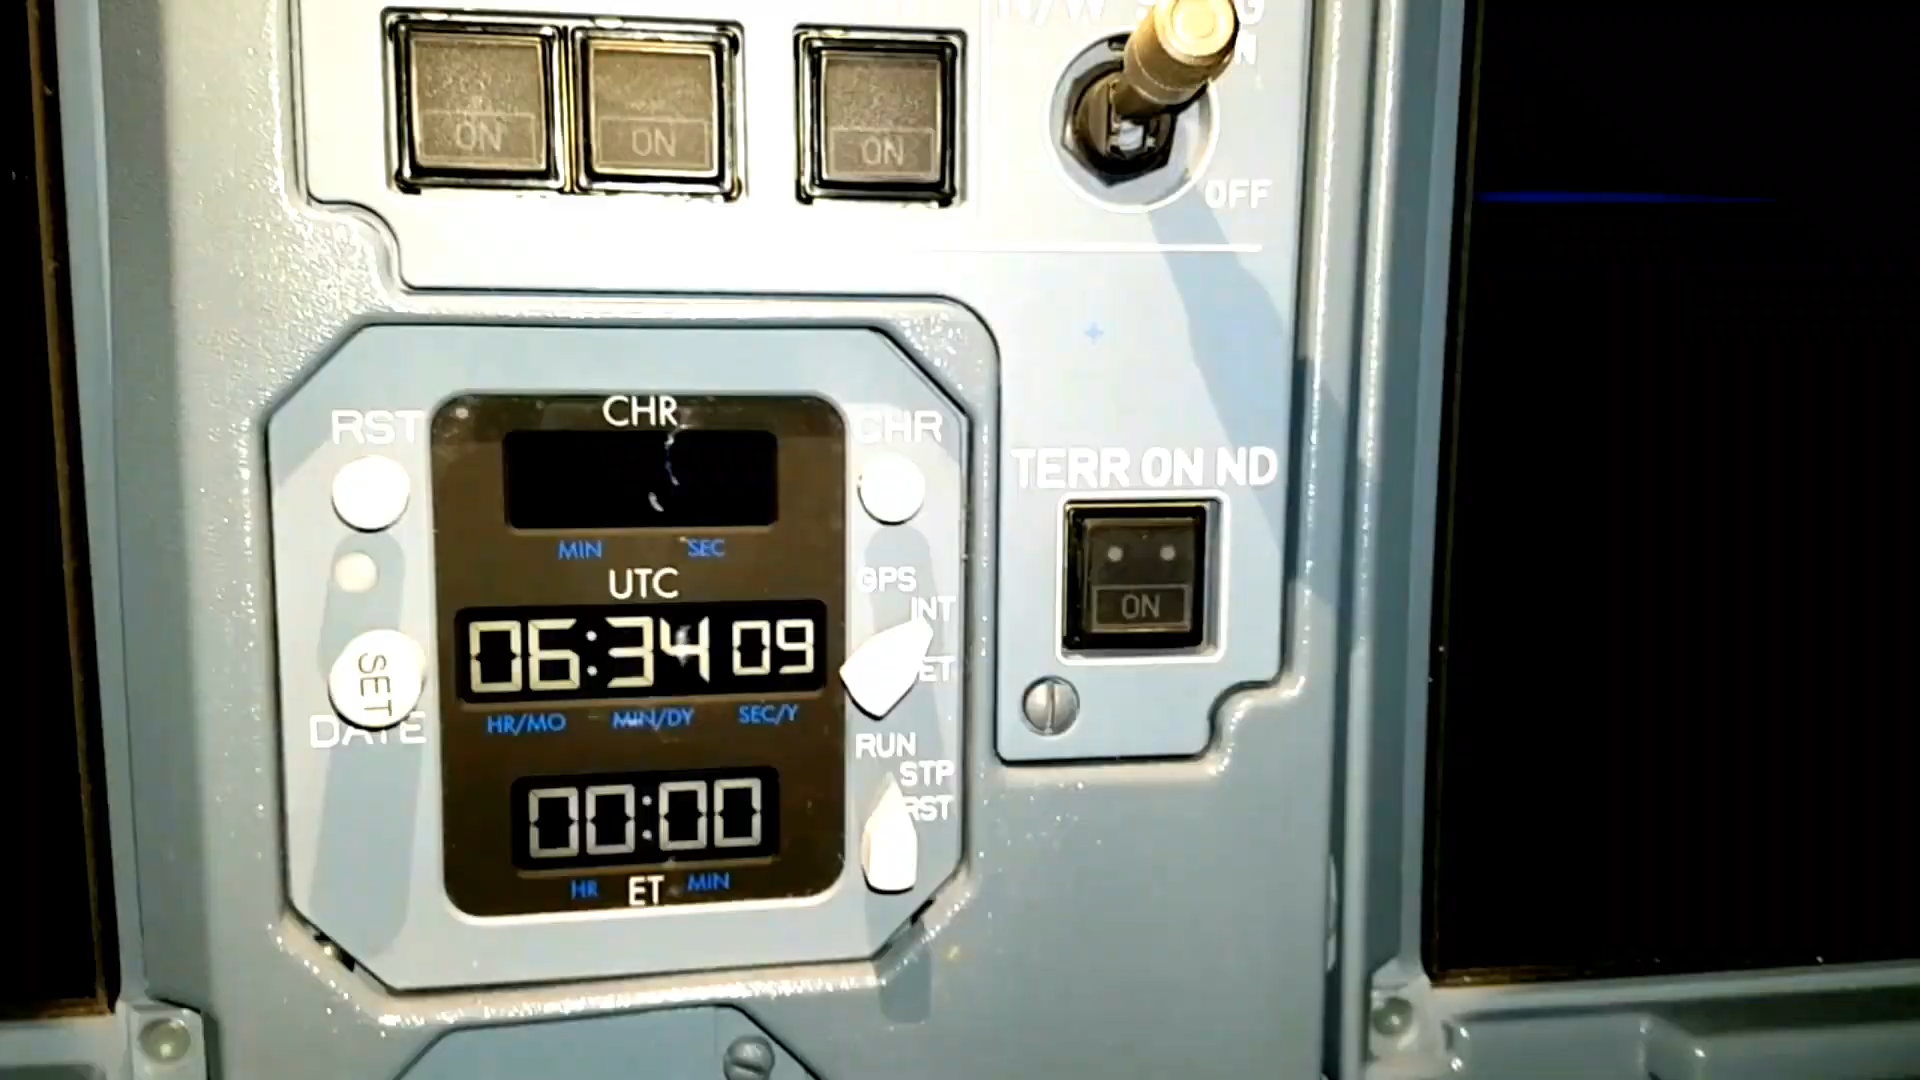 ON ON ON
OFF
CHR
RST CHR
TERR ON ND
MIN SEC
UTC
GPS
INT
ON
06:34 09
SET
DATE
HR/MO MIN/DY SEC/Y
RUN
STP
RST
00:00
HR ET MIN